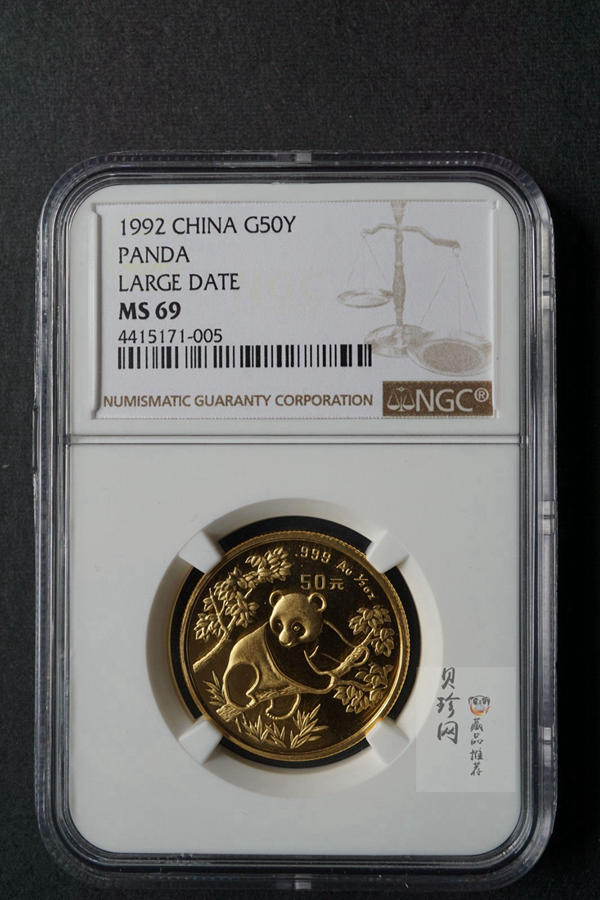 1992 CHINA G50Y
PANDA
LARGE DATE
MS 69
4415171-005
NUMISMATIC GUARANTY CORPORATION
NGC®
.999 Au ½oz
50元
贝珍网
藏品推荐